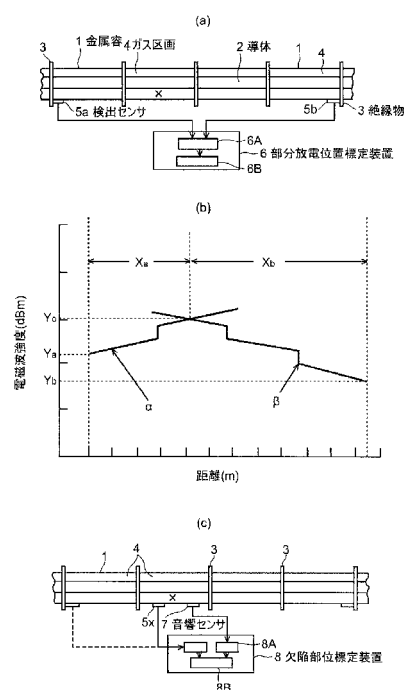 (a)
3 1 金属容 4 ガス区画 2 導体 1 4
×
5a 検出センサ 5b 3 絶縁物
6A
6 部分放電位置標定装置
6B
(b)
Xa Xb
電磁波強度(dBm)
Yc
Ya
Yb
α β
距離(m)
(c)
1 4 3 3
×
5x 7 音響センサ
8A
8 欠陥部位標定装置
8B